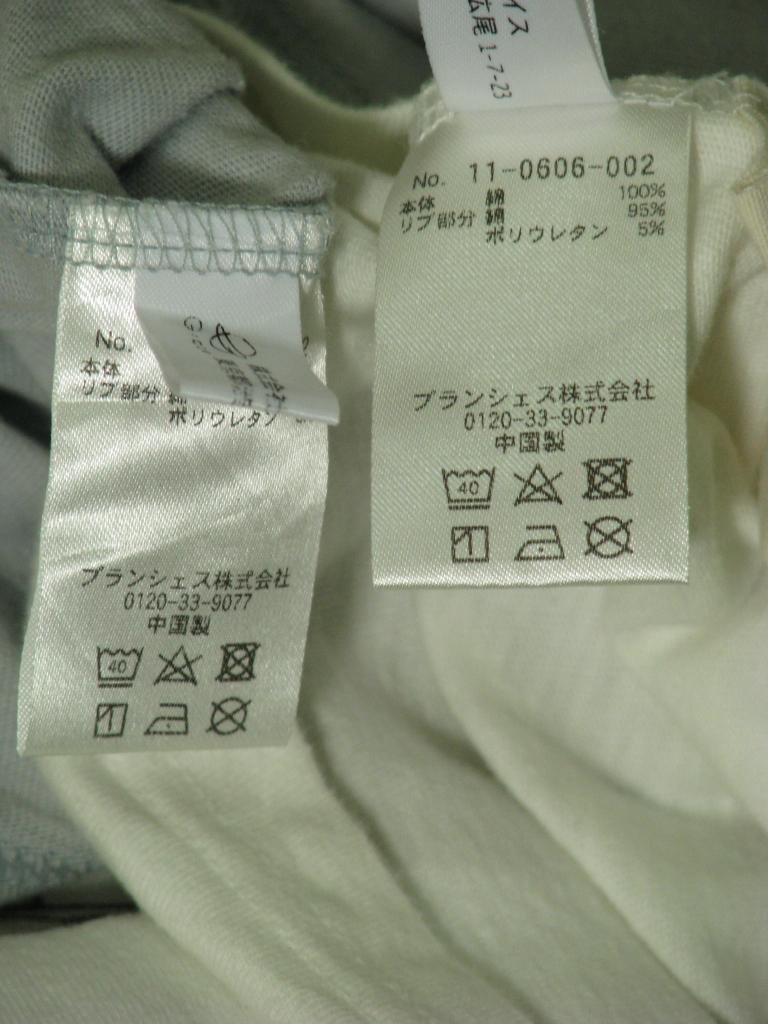 イス
広尾 1-7-23
No. 11-0606-002
本体 綿 100%
リブ部分 綿 95%
ポリウレタン 5%
ブランシェス株式会社
0120-33-9077
中国製
40
No.
本体
リブ部分 綿
ポリウレタン
ブランシェス株式会社
0120-33-9077
中国製
40